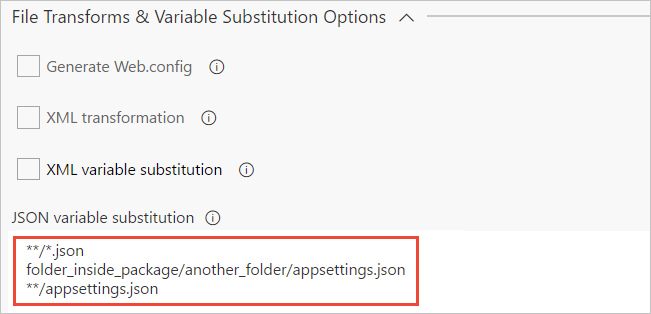 File Transforms & Variable Substitution Options
Generate Web.config
XML transformation
XML variable substitution
JSON variable substitution
**/*.json
folder_inside_package/another_folder/appsettings.json
**/appsettings.json